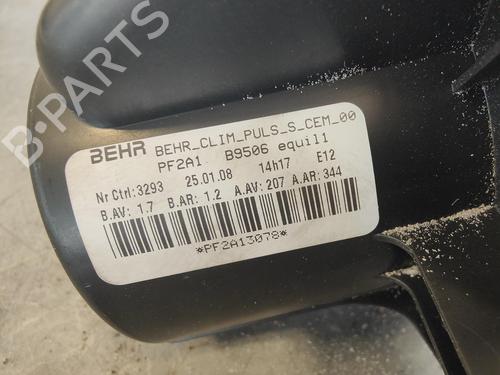 B-PARTS
BEHR BEHR_CLIM_PULS_S_CEM_00
PF2A1 B9506 equil1
Nr Ctrl:3293 25.01.08 14h17 E12
B.AV: 1.7 B.AR: 1.2 A.AV: 207 A.AR: 344
*PF2A13078*